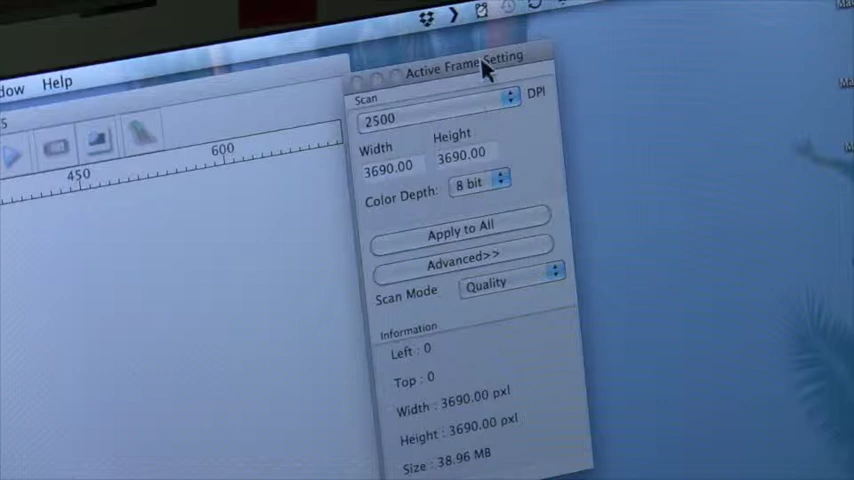 Help
Active Frame Setting
Scan
2500 DPI
Width Height
3690.00 3690.00
Color Depth: 8 bit
Apply to All
Advanced>>
Scan Mode Quality
Information
Left : 0
Top : 0
Width : 3690.00 pxl
Height : 3690.00 pxl
Size : 38.96 MB
450 600